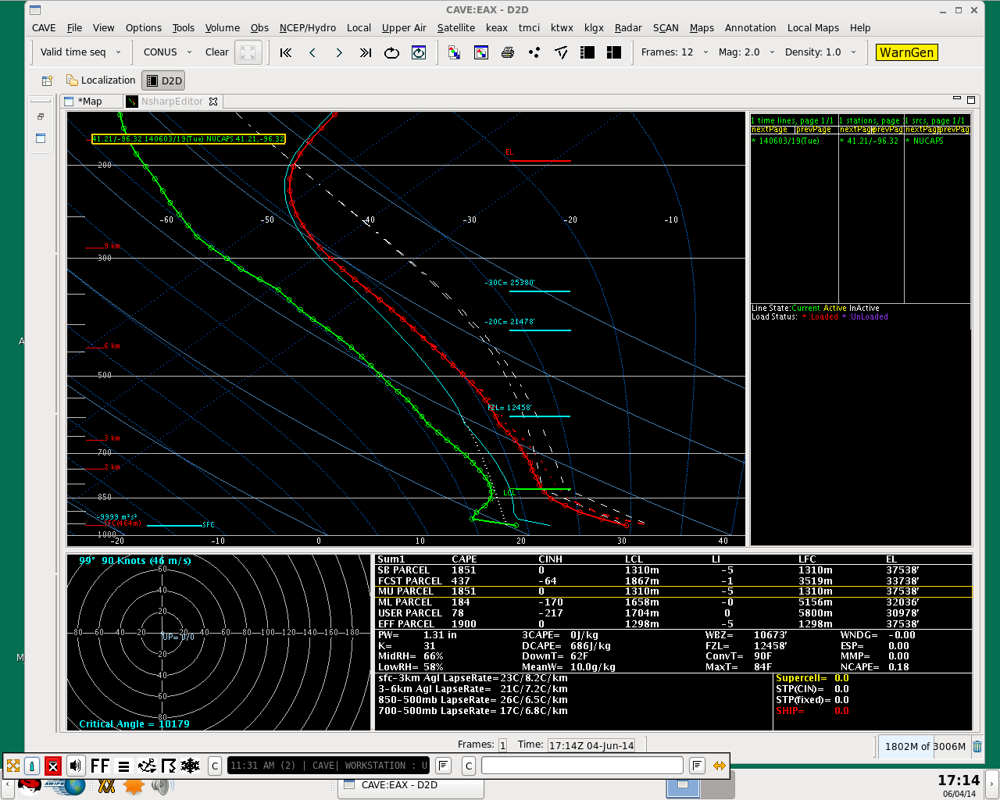 CAVE:EAX - D2D
CAVE File View Options Tools Volume Obs NCEP/Hydro Local Upper Air Satellite keax tmci ktwx klgx Radar SCAN Maps Annotation Local Maps Help
Valid time seq CONUS Clear Frames: 12 Mag: 2.0 Density: 1.0 WarnGen
Localization D2D
*Map NsharpEditor
41.21/-96.32 140603/19(Tue) NUCAPS 41.21,-96.32
EL
200
-60 -50 -40 -30 -20 -10
9 km
300
-30C= 25380'
-20C= 21478'
6 km
500
FZL= 12458'
3 km
700
2 km
LCL
850
-9999 m²s²
SFC(464m) SFC
1000
-20 -10 0 10 20 30 40
1 time lines, page 1/1 1 stations, page 1 srcs, page 1/1
nextPage prevPage nextPage prevPage nextPage prevPage
* 140603/19(Tue) * 41.21/-96.32 * NUCAPS
Line State:Current Active InActive
Load Status: * :Loaded * :UnLoaded
99° 90 Knots (46 m/s)
60
40
20
-80 -60 -40 -20 20 -40 -60 -80 -100 -120 -140 -160 -180
UP= 0/0
20
40
60
80
Critical Angle = 10179
Sum1 CAPE CINH LCL LI LFC EL
SB PARCEL 1851 0 1310m -5 1310m 37538'
FCST PARCEL 437 -64 1867m -1 3519m 33738'
MU PARCEL 1851 0 1310m -5 1310m 37538'
ML PARCEL 184 -170 1658m -0 5156m 32036'
USER PARCEL 78 -217 1704m 0 5800m 30978'
EFF PARCEL 1900 0 1298m -5 1298m 37538'
PW= 1.31 in 3CAPE= 0J/kg WBZ= 10673' WNDG= -0.00
K= 31 DCAPE= 686J/kg FZL= 12458' ESP= 0.00
MidRH= 66% DownT= 62F ConvT= 90F MMP= 0.00
LowRH= 58% MeanW= 10.0g/kg MaxT= 84F NCAPE= 0.18
sfc-3km Agl LapseRate=23C/8.2C/km Supercell= 0.0
3-6km Agl LapseRate= 21C/7.2C/km STP(CIN)= 0.0
850-500mb LapseRate= 26C/6.5C/km STP(fixed)= 0.0
700-500mb LapseRate= 17C/6.8C/km SHIP= 0.0
Frames: 1 Time: 17:14Z 04-Jun-14 1802M of 3006M
FF C 11:31 AM (2) | CAVE| WORKSTATION : U C
AWIPS CAVE:EAX - D2D 17:14
06/04/14